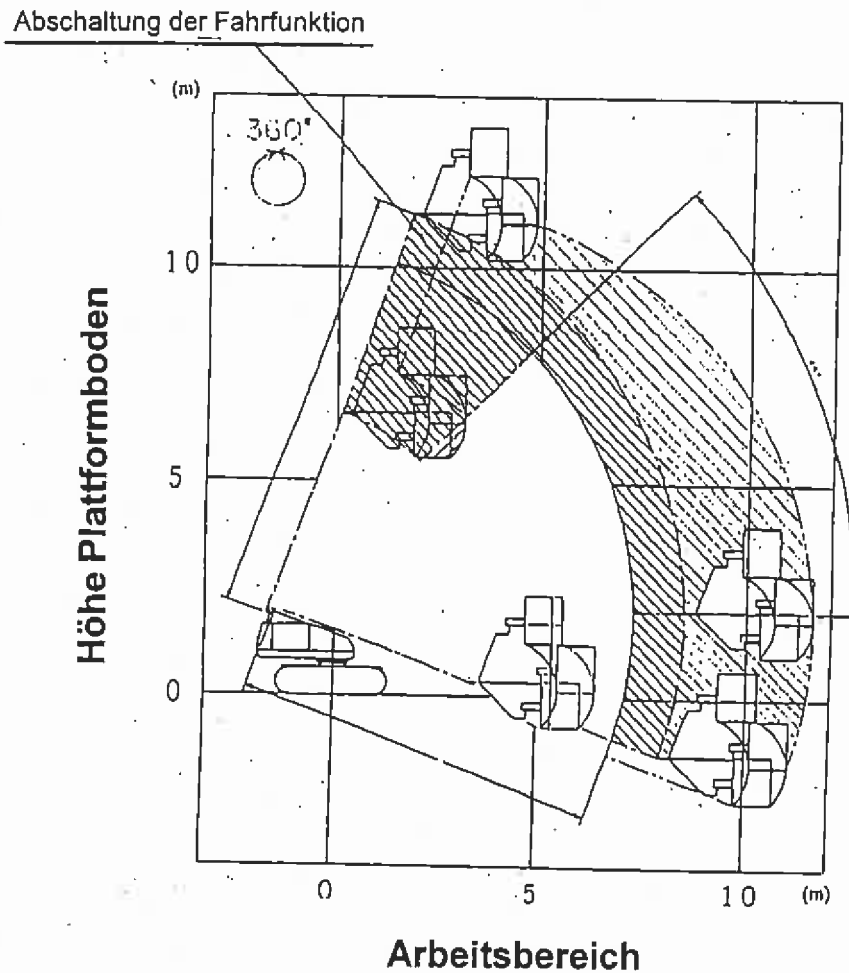 Abschaltung der Fahrfunktion
(m)
360°
10
Höhe Plattformboden
5
0
0
5
10
(m)
Arbeitsbereich